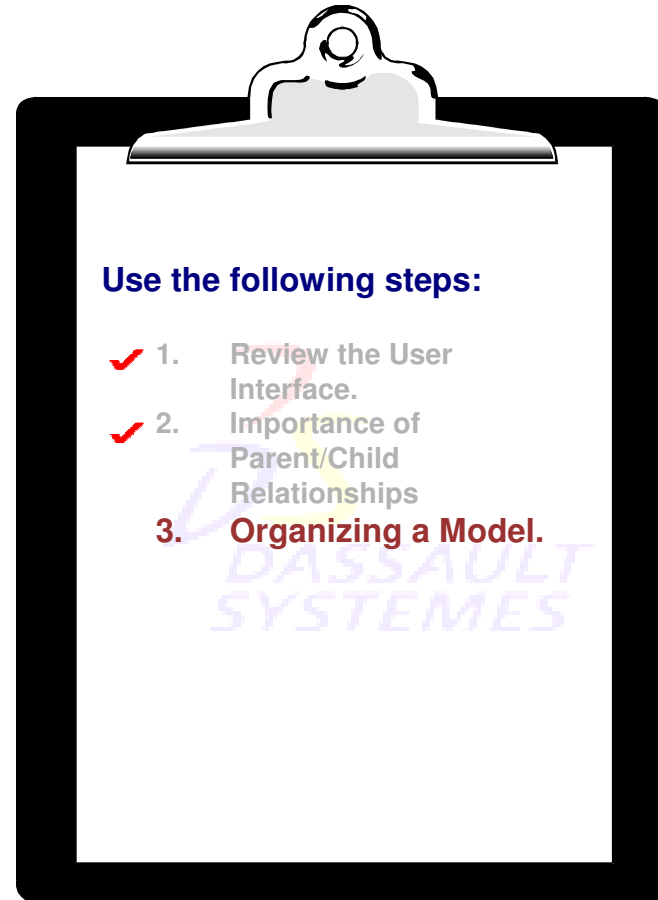 Use the following steps:
1. Review the User
Interface.
2. Importance of
Parent/Child
Relationships
3. Organizing a Model.
DASSAULT
SYSTEMES